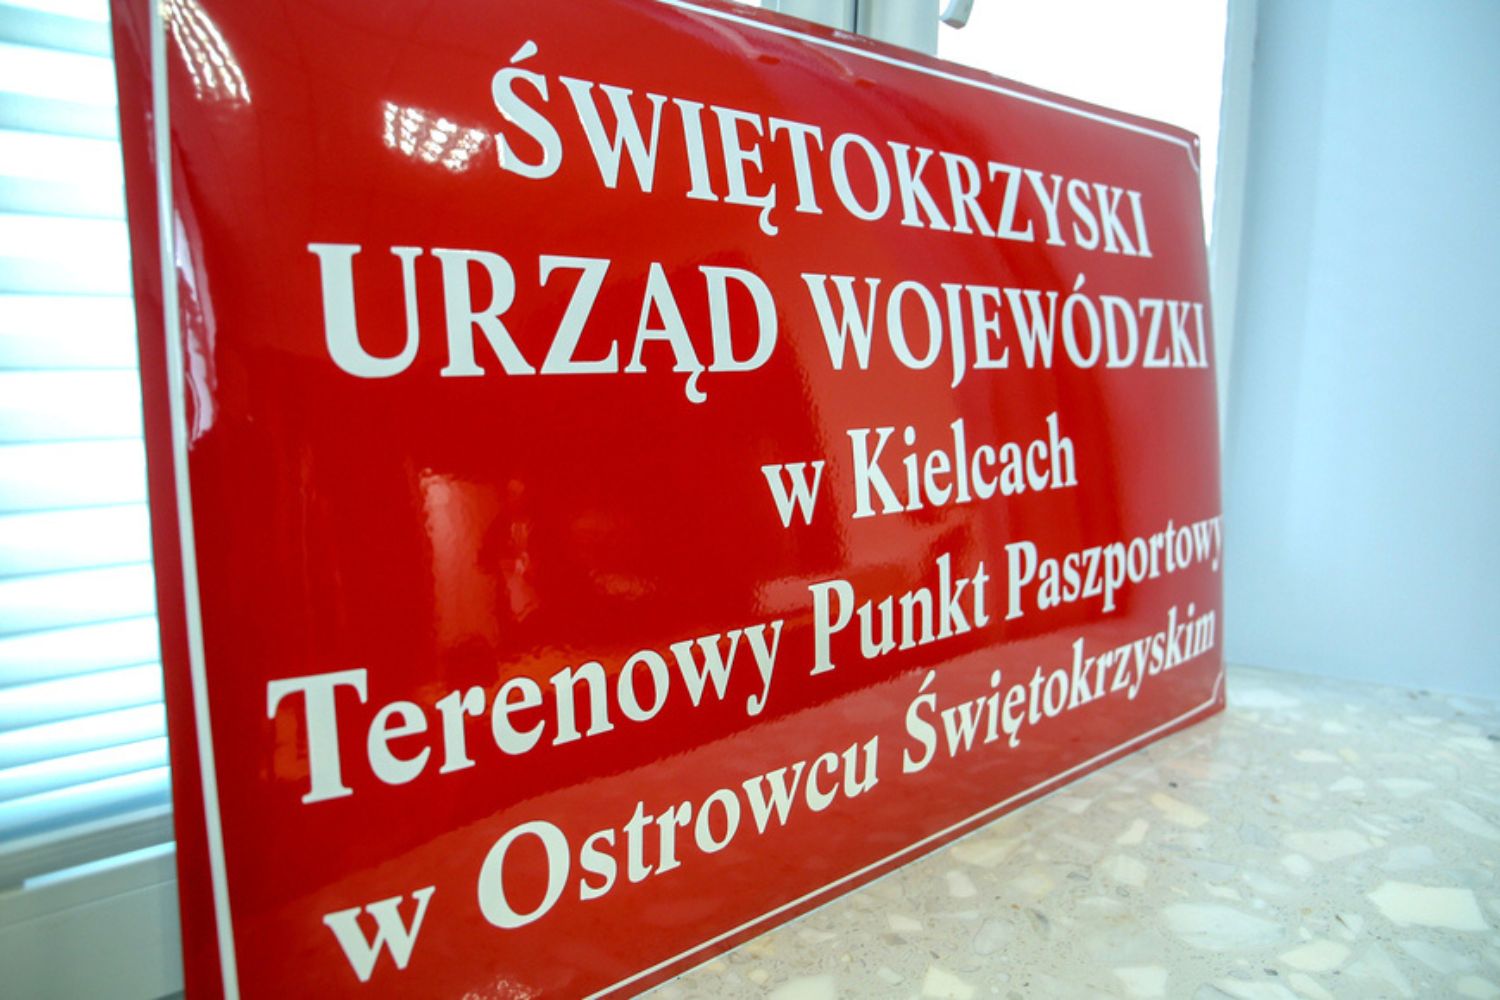 ŚWIĘTOKRZYSKI
URZĄD WOJEWÓDZKI
w Kielcach
Terenowy Punkt Paszportowy
w Ostrowcu Świętokrzyskim